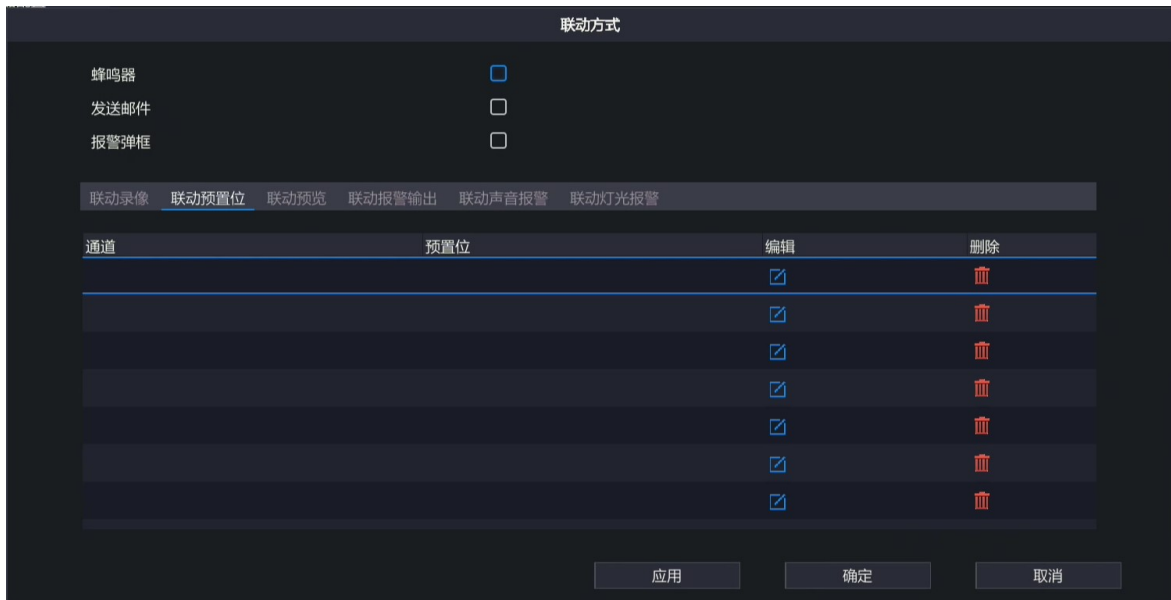 联动方式
蜂鸣器
发送邮件
报警弹框
联动录像 联动预置位 联动预览 联动报警输出 联动声音报警 联动灯光报警
通道 预置位 编辑 删除
应用 确定 取消